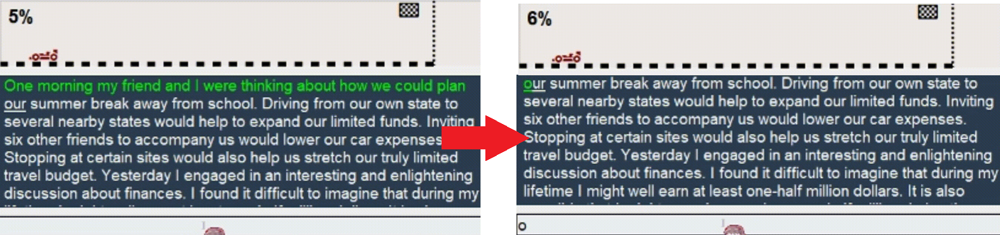 5%
One morning my friend and I were thinking about how we could plan
our summer break away from school. Driving from our own state to
several nearby states would help to expand our limited funds. Inviting
six other friends to accompany us would lower our car expenses
Stopping at certain sites would also help us stretch our truly limited
travel budget. Yesterday I engaged in an interesting and enlightening
discussion about finances. I found it difficult to imagine that during my
6%
our summer break away from school. Driving from our own state to
several nearby states would help to expand our limited funds. Inviting
six other friends to accompany us would lower our car expenses.
Stopping at certain sites would also help us stretch our truly limited
travel budget. Yesterday I engaged in an interesting and enlightening
discussion about finances. I found it difficult to imagine that during my
lifetime I might well earn at least one-half million dollars. It is also
o